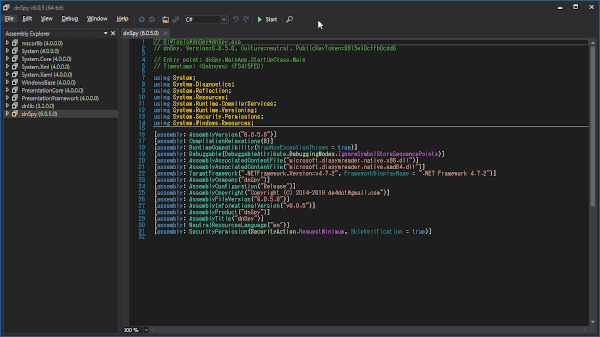 dnSpy v6.0.5 (64-bit)
File Edit View Debug Window Help C# Start
Assembly Explorer
mscorlib (4.0.0.0)
System (4.0.0.0)
System.Core (4.0.0.0)
System.Xml (4.0.0.0)
System.Xaml (4.0.0.0)
WindowsBase (4.0.0.0)
PresentationCore (4.0.0.0)
PresentationFramework (4.0.0.0)
dnlib (3.2.0.0)
dnSpy (6.0.5.0)
dnSpy (6.0.5.0)
1 // D:\Tools\dnSpy\dnSpy.exe
2 // dnSpy, Version=6.0.5.0, Culture=neutral, PublicKeyToken=
3
4 // Entry point: dnSpy.MainApp.StartUpClass.Main
5 // Timestamp: <Unknown> (F9415FED)
6
7 using System;
8 using System.Diagnostics;
9 using System.Reflection;
10 using System.Resources;
11 using System.Runtime.CompilerServices;
12 using System.Runtime.Versioning;
13 using System.Security.Permissions;
14 using System.Windows.Resources;
15
16 [assembly: AssemblyVersion("6.0.5.0")]
17 [assembly: CompilationRelaxations(8)]
18 [assembly: RuntimeCompatibility(WrapNonExceptionThrows = true)]
19 [assembly: Debuggable(DebuggableAttribute.DebuggingModes.IgnoreSymbolStoreSequencePoints)]
20 [assembly: AssemblyAssociatedContentFile("microsoft.diasymreader.native.x86.dll")]
21 [assembly: AssemblyAssociatedContentFile("microsoft.diasymreader.native.amd64.dll")]
22 [assembly: TargetFramework(".NETFramework,Version=v4.7.2", FrameworkDisplayName = ".NET Framework 4.7.2")]
23 [assembly: AssemblyCompany("dnSpy")]
24 [assembly: AssemblyConfiguration("Release")]
25 [assembly: AssemblyCopyright("Copyright (C) 2014-2019 de4dot@gmail.com")]
26 [assembly: AssemblyFileVersion("6.0.5.0")]
27 [assembly: AssemblyInformationalVersion("v6.0.5")]
28 [assembly: AssemblyProduct("dnSpy")]
29 [assembly: AssemblyTitle("dnSpy")]
30 [assembly: NeutralResourcesLanguage("en")]
31 [assembly: SecurityPermission(SecurityAction.RequestMinimum, SkipVerification = true)]
32
100 %